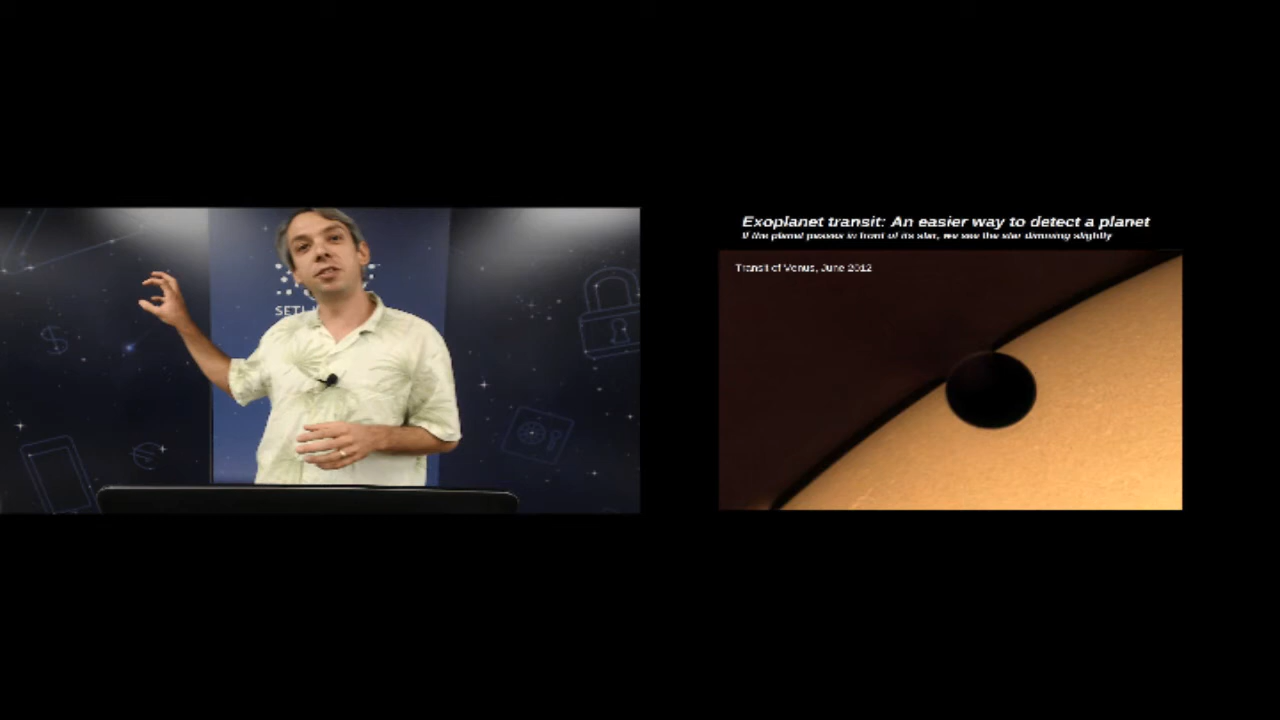 SETI
Exoplanet transit: An easier way to detect a planet
If the planet passes in front of its star, we see the star dimming slightly
Transit of Venus, June 2012